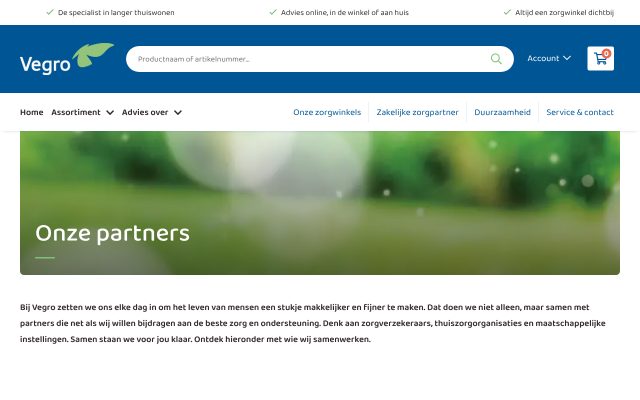 De specialist in langer thuiswonen
Advies online, in de winkel of aan huis
Altijd een zorgwinkel dichtbij
Vegro
Productnaam of artikelnummer...
Account
0
Home
Assortiment
Advies over
Onze zorgwinkels
Zakelijke zorgpartner
Duurzaamheid
Service & contact
Onze partners
Bij Vegro zetten we ons elke dag in om het leven van mensen een stukje makkelijker en fijner te maken. Dat doen we niet alleen, maar samen met
partners die net als wij willen bijdragen aan de beste zorg en ondersteuning. Denk aan zorgverzekeraars, thuiszorgorganisaties en maatschappelijke
instellingen. Samen staan we voor jou klaar. Ontdek hieronder met wie wij samenwerken.